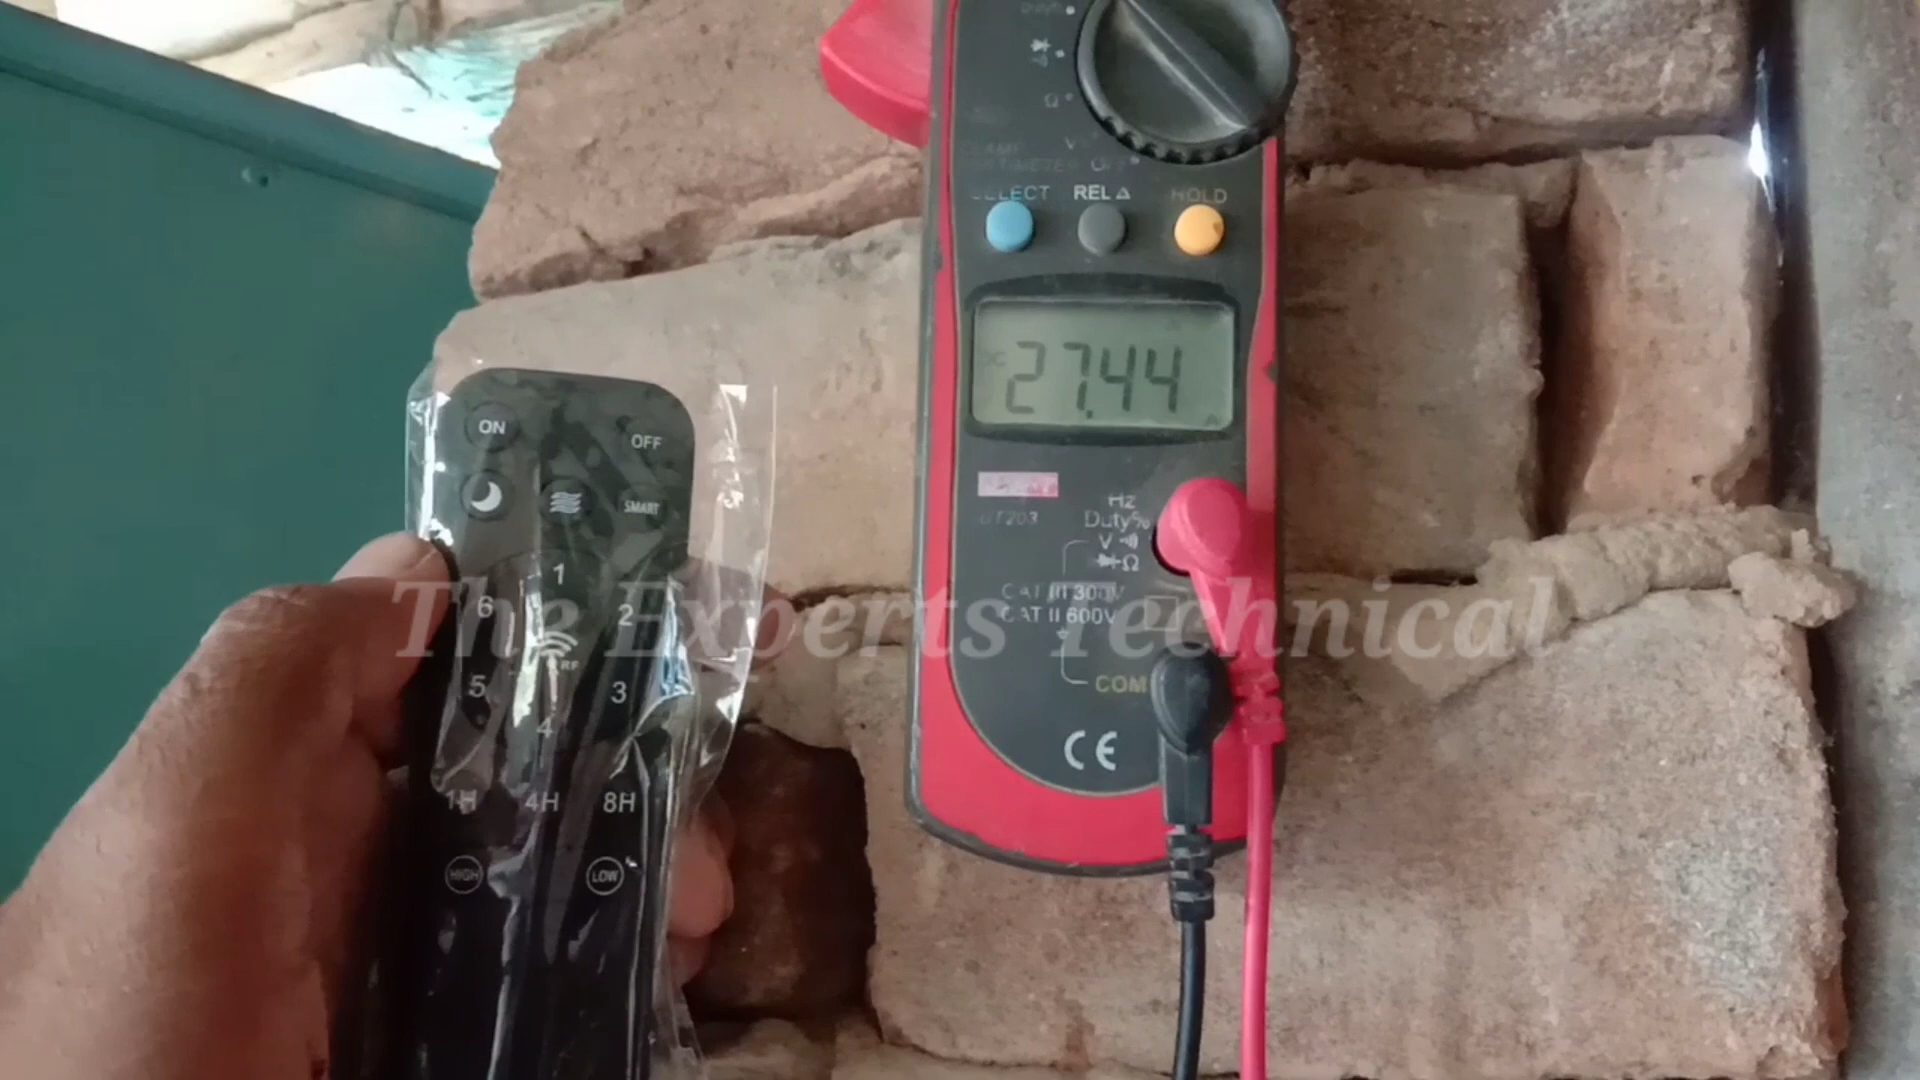 SELECT REL △ HOLD
OFF
Ω
27.44
UT203
Hz
Duty%
V
Ω
CAT III 300V
CAT II 600V
COM
CE
ON OFF
SMART
1
6 2
RF
5 3
4
1H 4H 8H
HIGH LOW
The Experts Technical